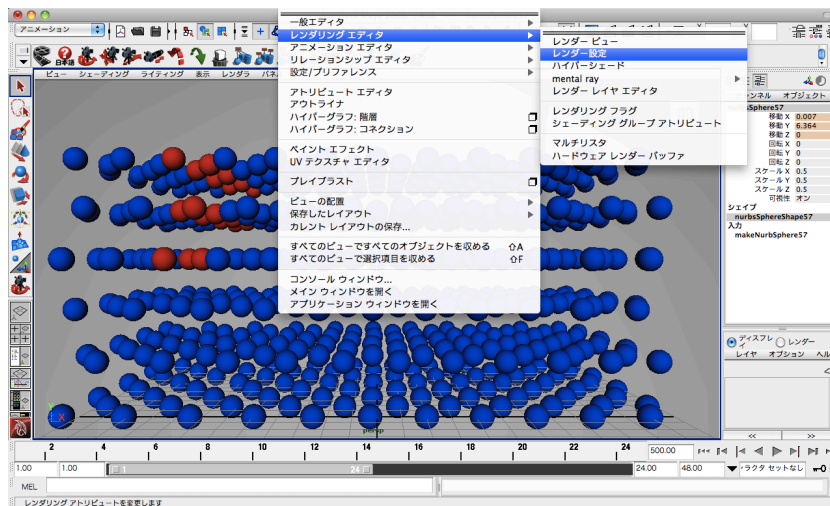 アニメーション
一般エディタ
レンダリング エディタ
アニメーション エディタ
リレーションシップ エディタ
設定/プリファレンス
アトリビュート エディタ
アウトライナ
ハイパーグラフ: 階層
ハイパーグラフ: コネクション
ペイント エフェクト
UV テクスチャ エディタ
プレイブラスト
ビューの配置
保存したレイアウト
カレント レイアウトの保存...
すべてのビューですべてのオブジェクトを収める ⇧A
すべてのビューで選択項目を収める ⇧F
コンソール ウィンドウ...
メイン ウィンドウを開く
アプリケーション ウィンドウを開く
レンダー ビュー
レンダー設定
ハイパーシェード
mental ray
レンダー レイヤ エディタ
レンダリング フラグ
シェーディング グループ アトリビュート
マルチリスタ
ハードウェア レンダー バッファ
日本語
ビュー シェーディング ライティング 表示 レンダラ パネ
ンネル オブジェクト
nurbsSphere57
移動 X 0.007
移動 Y 6.364
移動 Z 0
回転 X 0
回転 Y 0
回転 Z 0
スケール X 0.5
スケール Y 0.5
スケール Z 0.5
可視性 オン
シェイプ
nurbsSphereShape57
入力
makeNurbSphere57
ディスプレイ レンダー
レイヤ オプション ヘル
<< >>
Y
X
persp
2 4 6 8 10 12 14 16 18 20 22 24
500.00
1.00 1.00 1 24 24.00 48.00
ラクタ セットなし
MEL
レンダリング アトリビュートを変更します